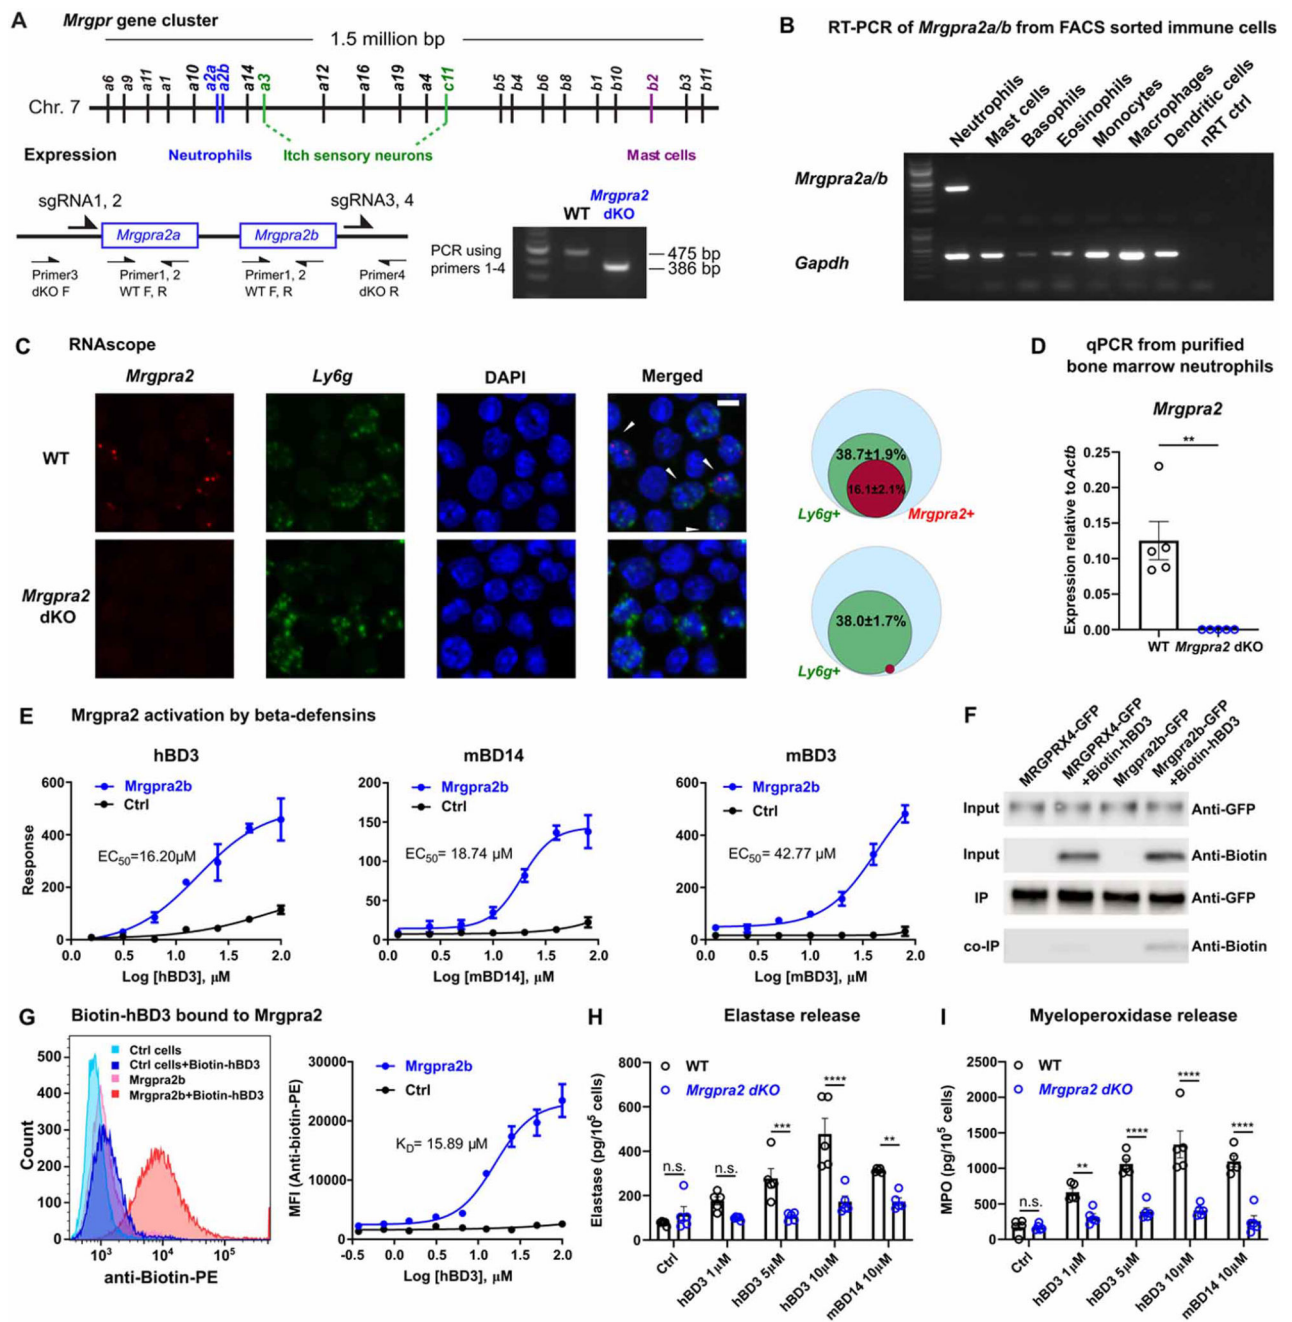 A
Mrgpr gene cluster
1.5 million bp
a6 a9 a11 a1 a10 a2a a2b a14 a3 a12 a16 a19 a4 c11 b5 b4 b6 b8 b1 b10 b2 b3 b11
Chr. 7
Expression Neutrophils Itch sensory neurons Mast cells
sgRNA1, 2 sgRNA3, 4
Mrgpra2a Mrgpra2b
Primer3 Primer1, 2 Primer1, 2 Primer4
dKO F WT F, R WT F, R dKO R
Mrgpra2
WT dKO
PCR using
primers 1-4
475 bp
386 bp
B RT-PCR of Mrgpra2a/b from FACS sorted immune cells
Neutrophils Mast cells Basophils Eosinophils Monocytes Macrophages Dendritic cells nRT ctrl
Mrgpra2a/b
Gapdh
C RNAscope
Mrgpra2 Ly6g DAPI Merged
WT
38.7±1.9%
16.1±2.1%
Ly6g+ Mrgpra2+
Mrgpra2
dKO
38.0±1.7%
Ly6g+
D qPCR from purified
bone marrow neutrophils
Mrgpra2
**
Expression relative to Actb
0.25
0.20
0.15
0.10
0.05
0.00
WT Mrgpra2 dKO
E Mrgpra2 activation by beta-defensins
hBD3
Mrgpra2b
Ctrl
EC50=16.20µM
Response
600
400
200
0
0.0 0.5 1.0 1.5 2.0
Log [hBD3], µM
mBD14
Mrgpra2b
Ctrl
EC50= 18.74 µM
200
150
100
50
0
0.0 0.5 1.0 1.5 2.0
Log [mBD14], µM
mBD3
Mrgpra2b
Ctrl
EC50= 42.77 µM
600
400
200
0
0.0 0.5 1.0 1.5 2.0
Log [mBD3], µM
F
MRGPRX4-GFP
MRGPRX4-GFP
+Biotin-hBD3
Mrgpra2b-GFP
Mrgpra2b-GFP
+Biotin-hBD3
Input Anti-GFP
Input Anti-Biotin
IP Anti-GFP
co-IP Anti-Biotin
G Biotin-hBD3 bound to Mrgpra2
Ctrl cells
Ctrl cells+Biotin-hBD3
Mrgpra2b
Mrgpra2b+Biotin-hBD3
Count
500
400
300
200
100
0
10^3 10^4 10^5
anti-Biotin-PE
Mrgpra2b
Ctrl
KD= 15.89 µM
MFI (Anti-biotin-PE)
30000
20000
10000
0
-0.5 0.0 0.5 1.0 1.5 2.0
Log [hBD3], µM
H Elastase release
WT
Mrgpra2 dKO
Elastase (pg/10^5 cells)
800
600
400
200
0
n.s. n.s. *** **** **
Ctrl
hBD3 1µM
hBD3 5µM
hBD3 10µM
mBD14 10µM
I Myeloperoxidase release
WT
Mrgpra2 dKO
MPO (pg/10^5 cells)
2500
2000
1500
1000
500
0
n.s. ** **** **** ****
Ctrl
hBD3 1µM
hBD3 5µM
hBD3 10µM
mBD14 10µM